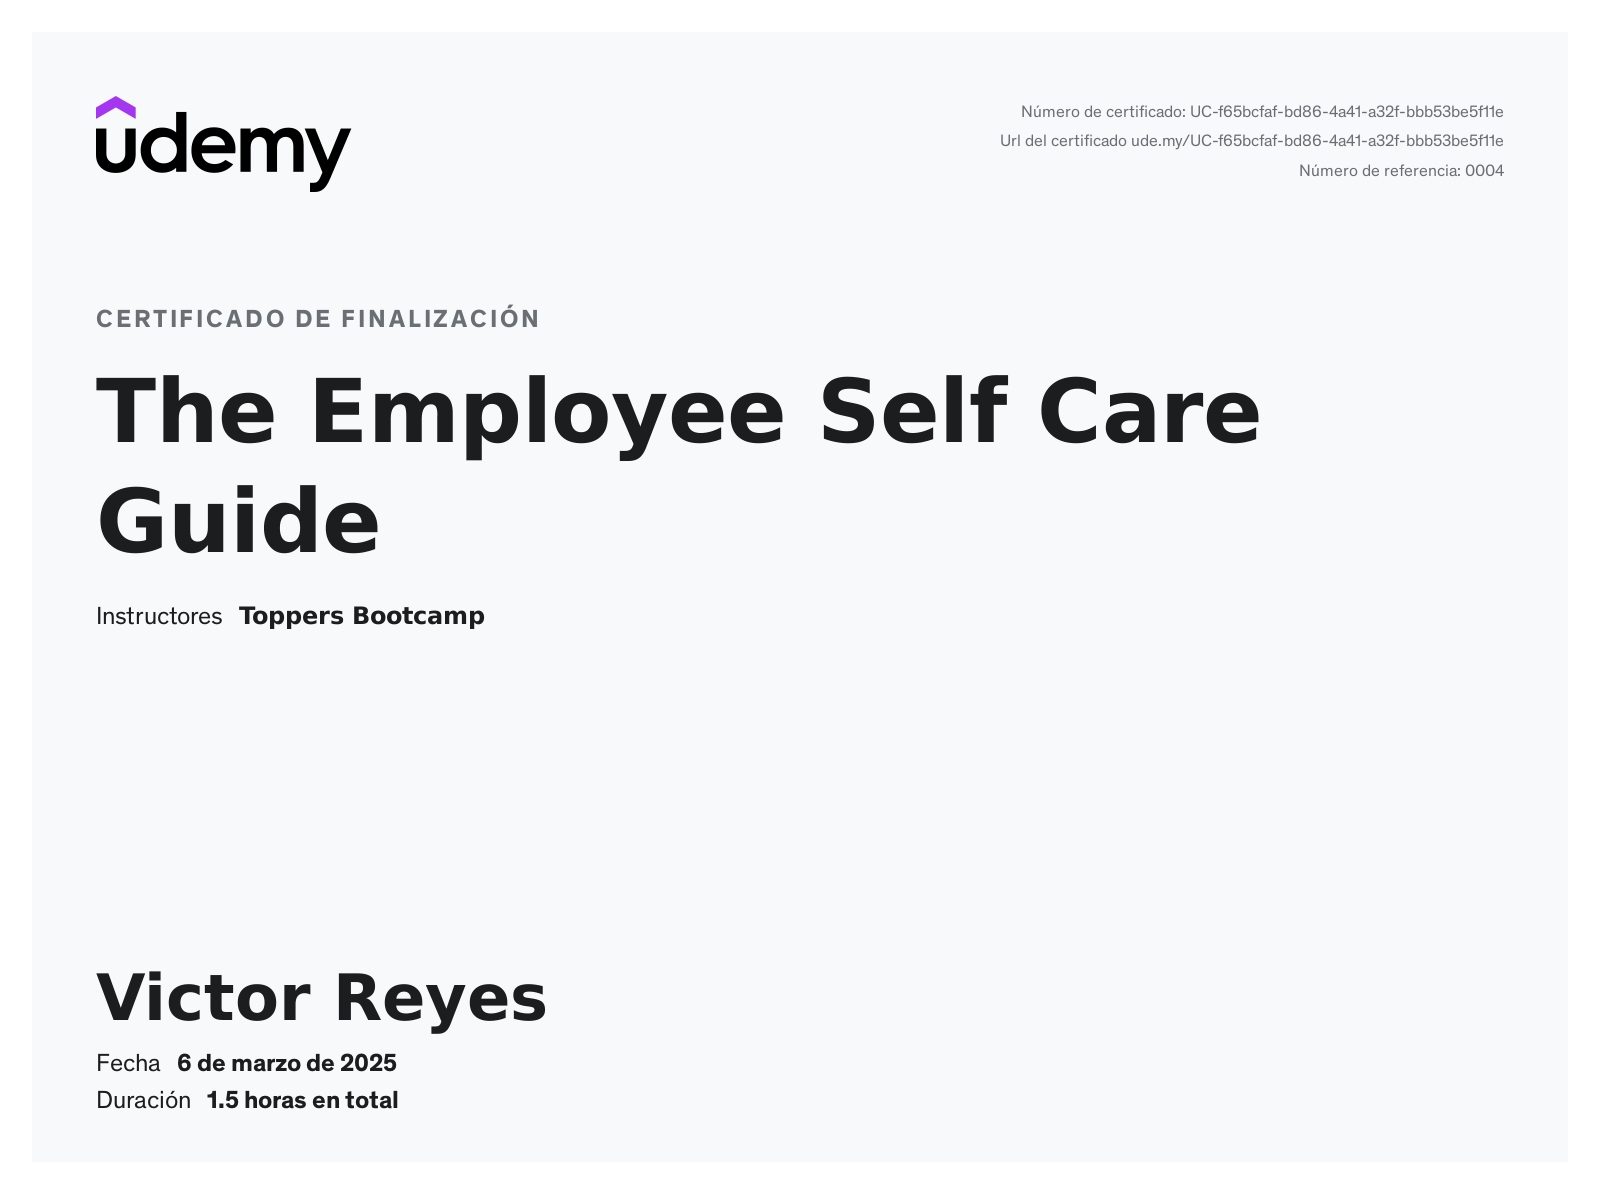 udemy
Número de certificado: UC-f65bcfaf-bd86-4a41-a32f-bbb53be5f11e
Url del certificado ude.my/UC-f65bcfaf-bd86-4a41-a32f-bbb53be5f11e
Número de referencia: 0004
CERTIFICADO DE FINALIZACIÓN
The Employee Self Care
Guide
Instructores Toppers Bootcamp
Victor Reyes
Fecha 6 de marzo de 2025
Duración 1.5 horas en total